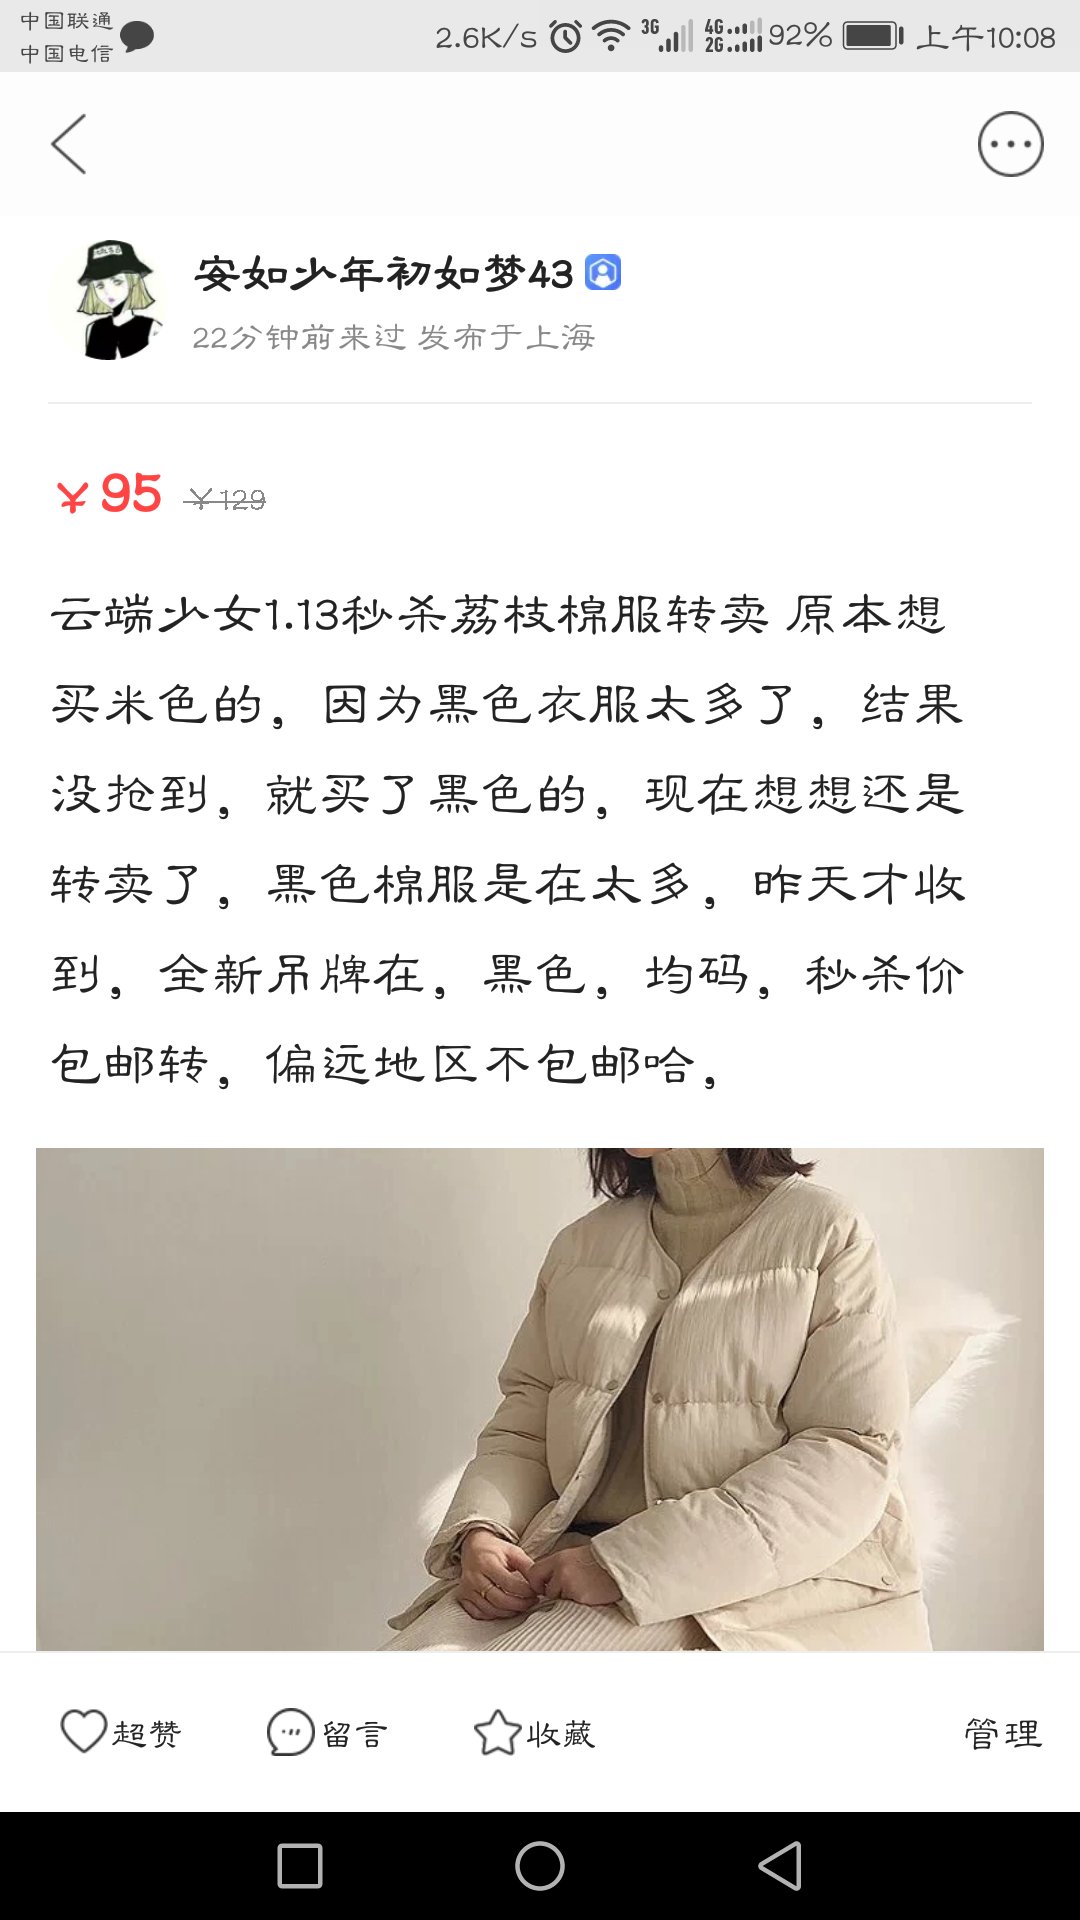 中国联通
中国电信
2.6K/s 3G 4G 2G 92% 上午10:08
安如少年初如梦43
22分钟前来过 发布于上海
￥95 ￥129
云端少女1.13秒杀荔枝棉服转卖 原本想
买米色的，因为黑色衣服太多了，结果
没抢到，就买了黑色的，现在想想还是
转卖了，黑色棉服是在太多，昨天才收
到，全新吊牌在，黑色，均码，秒杀价
包邮转，偏远地区不包邮哈，
超赞 留言 收藏 管理